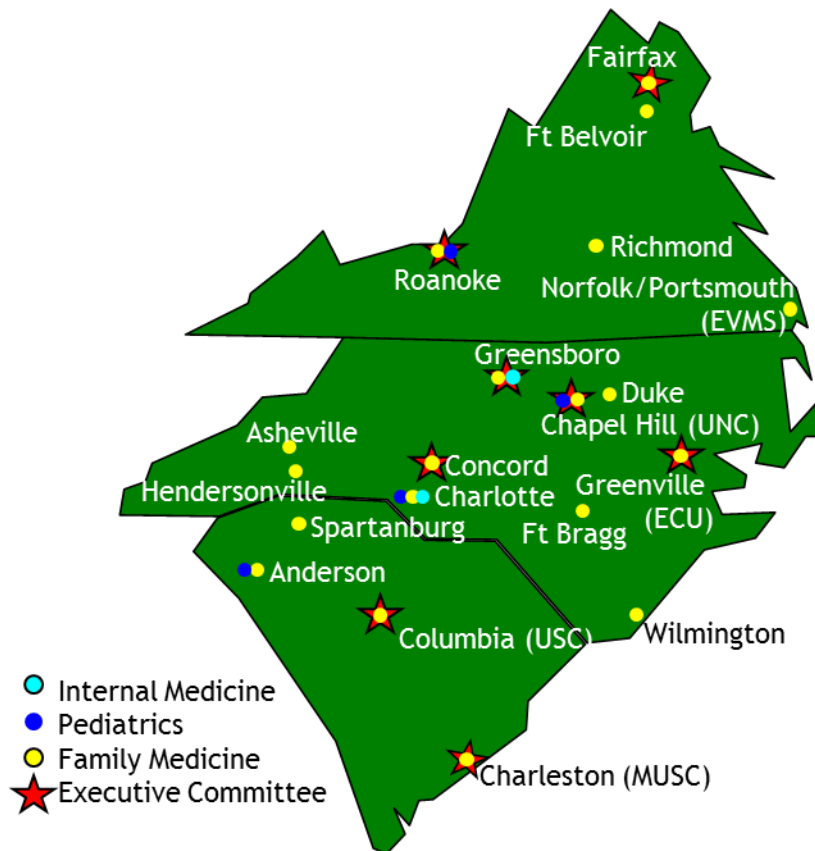 Fairfax
Ft Belvoir
Richmond
Roanoke
Norfolk/Portsmouth
(EVMS)
Greensboro
Duke
Chapel Hill (UNC)
Asheville
Concord
Hendersonville
Charlotte
Greenville
(ECU)
Spartanburg
Ft Bragg
Anderson
Columbia (USC)
Wilmington
Internal Medicine
Pediatrics
Family Medicine
Executive Committee
Charleston (MUSC)